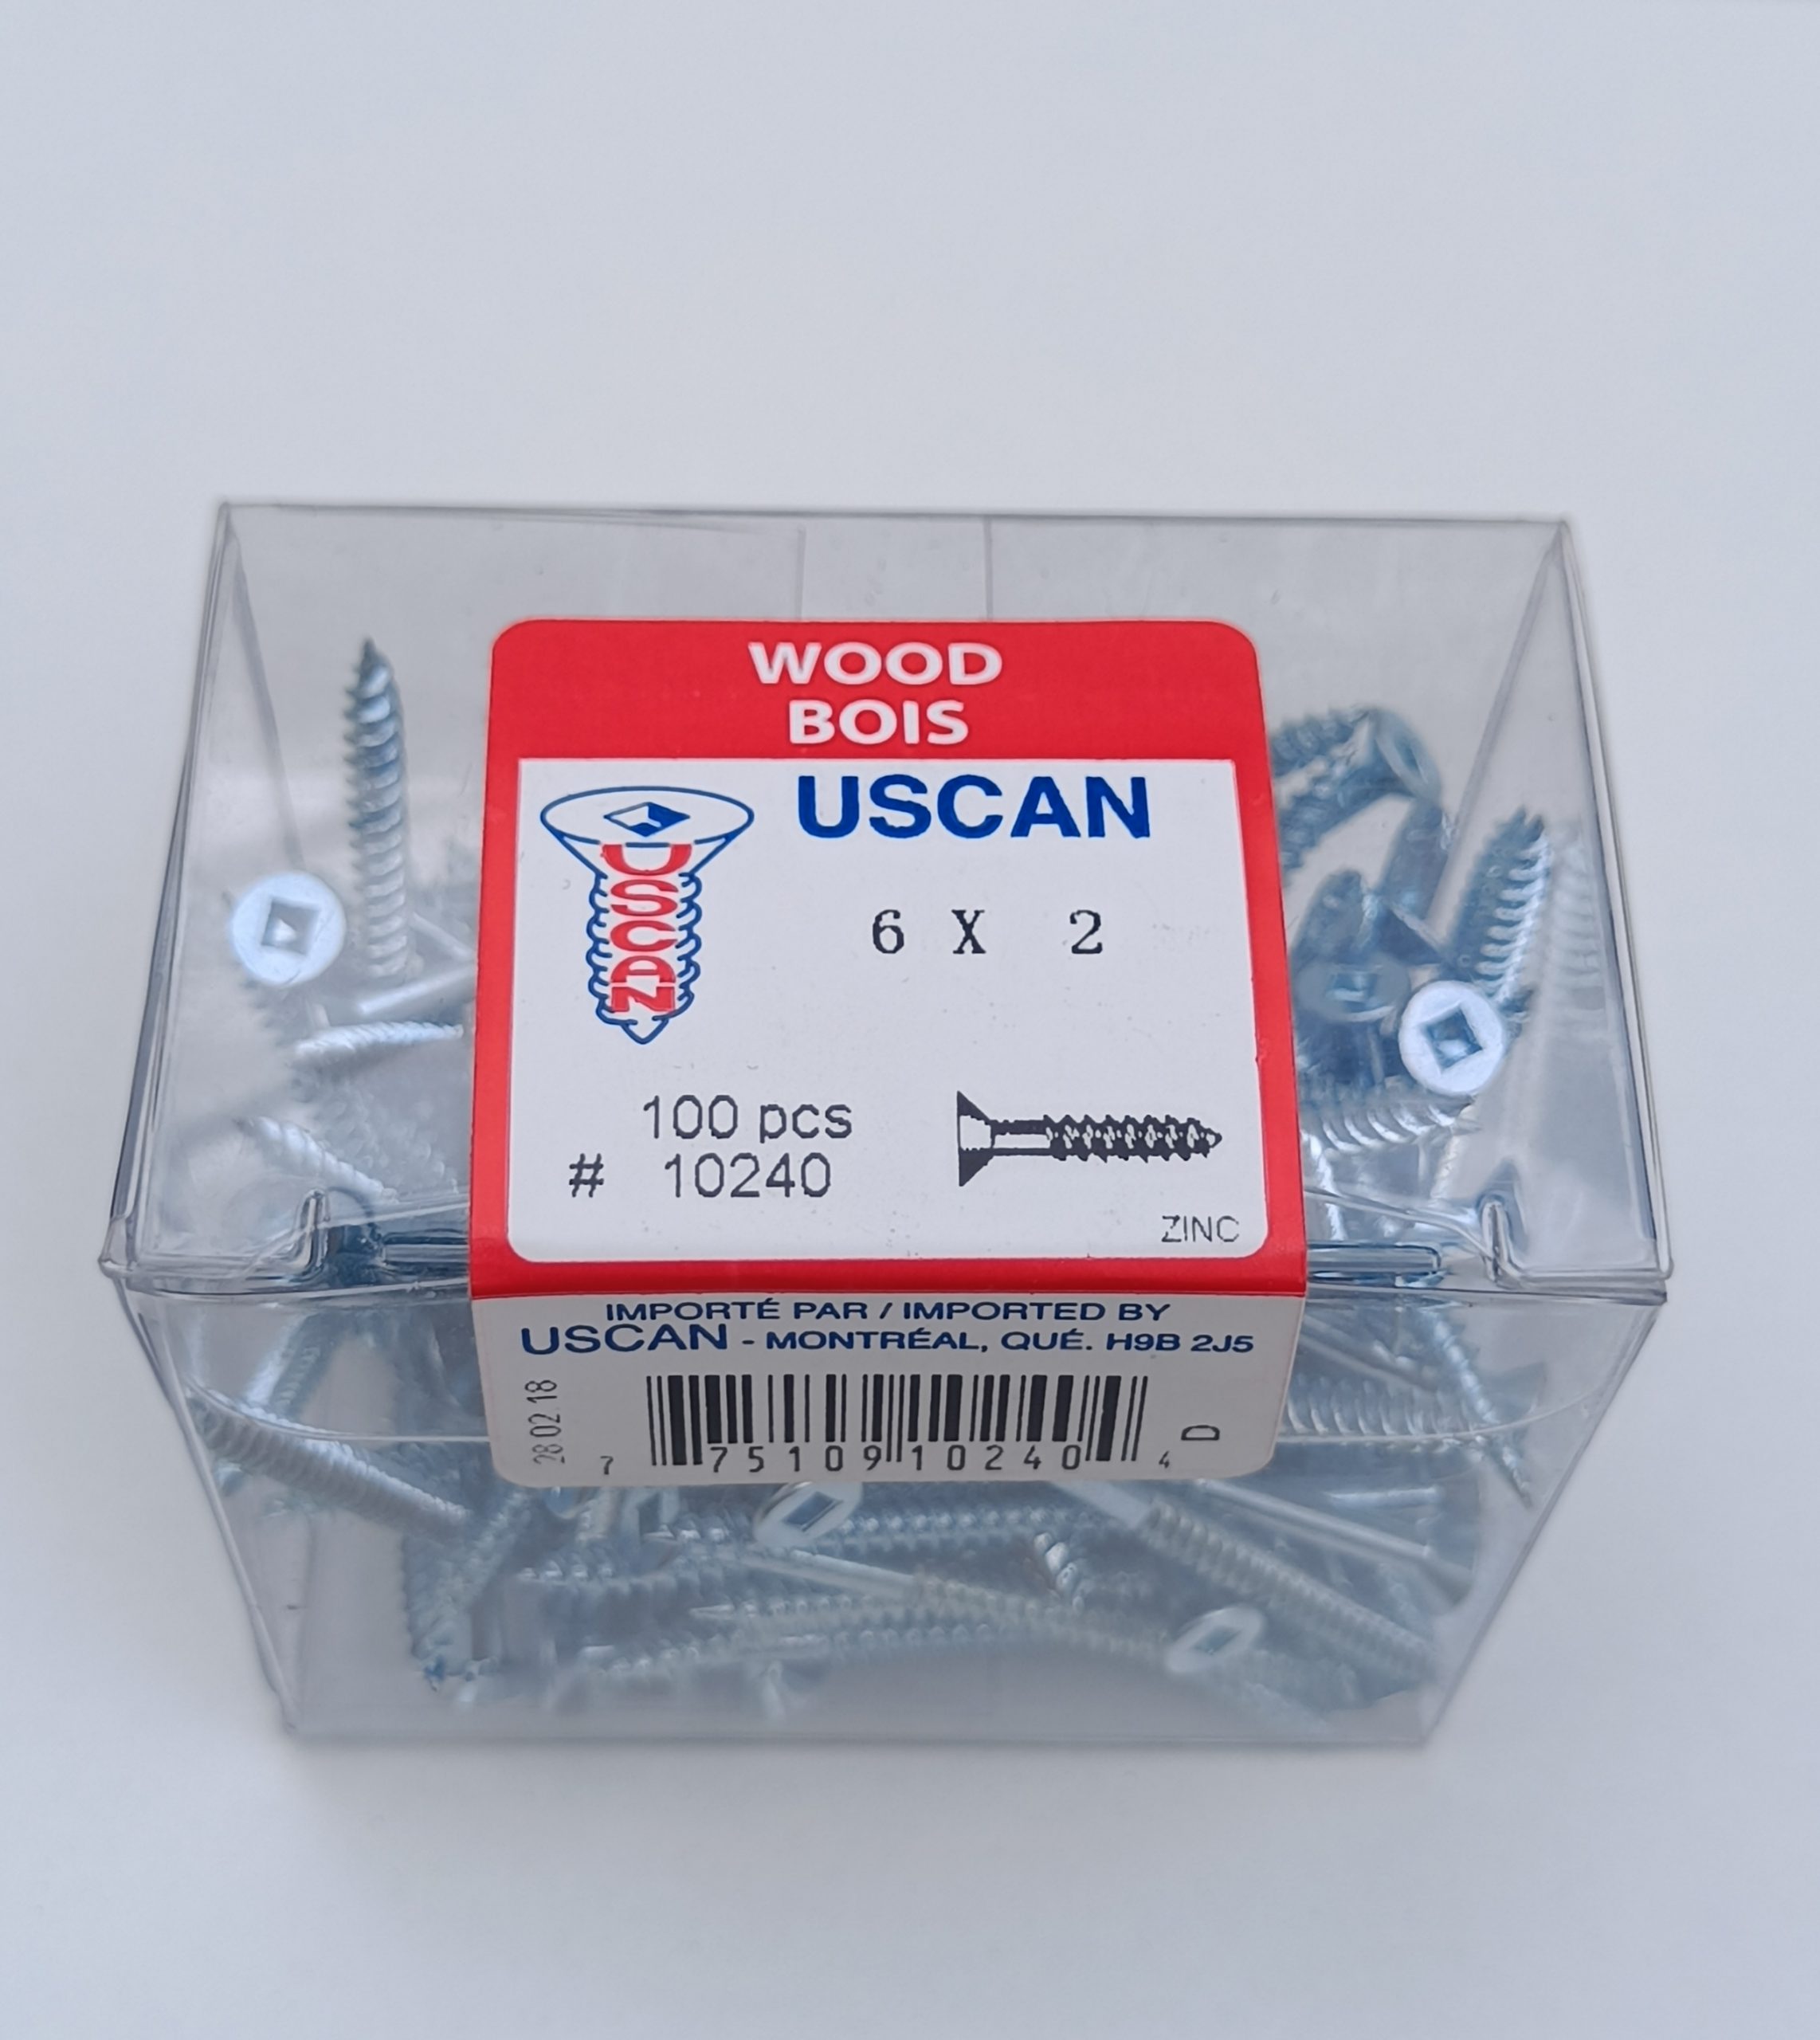 WOOD
BOIS
USCAN
USCAN
6 X 2
100 pcs
# 10240
ZINC
IMPORTÉ PAR / IMPORTED BY
USCAN - MONTRÉAL, QUÉ. H9B 2J5
28 02 18
7 75109 10240 4
D